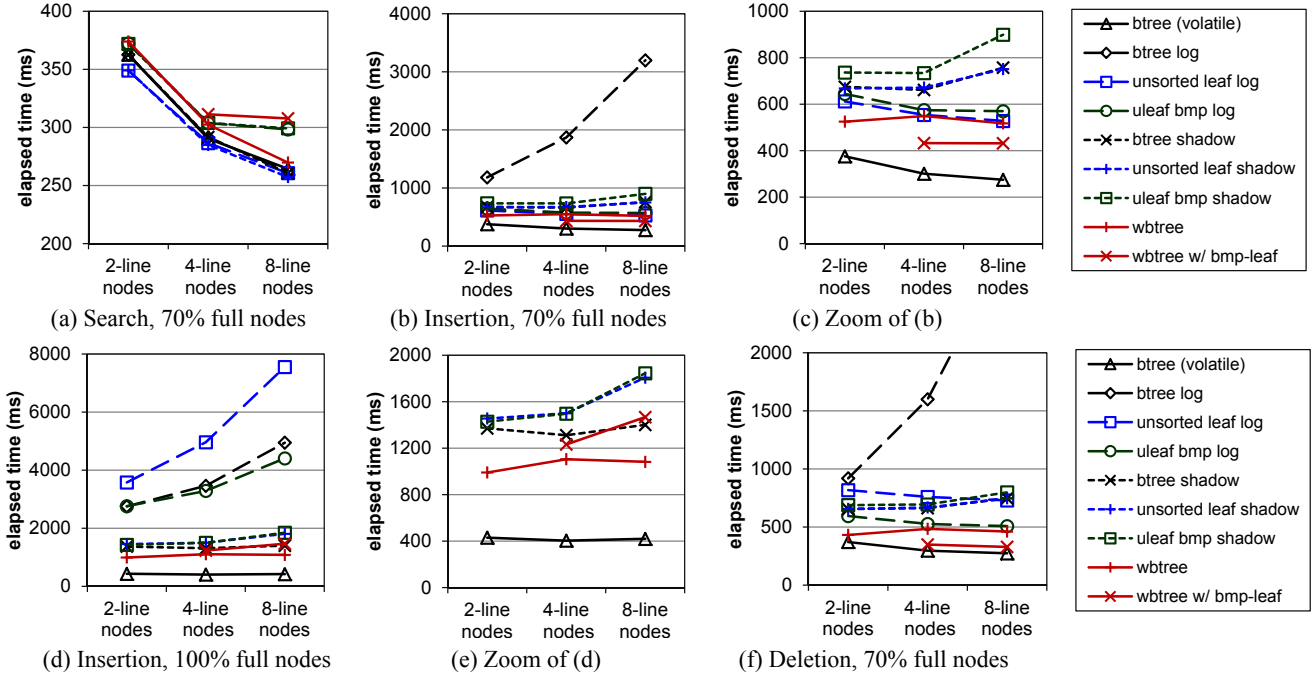 elapsed time (ms)
400
350
300
250
200
2-line nodes
4-line nodes
8-line nodes
(a) Search, 70% full nodes
elapsed time (ms)
4000
3000
2000
1000
0
2-line nodes
4-line nodes
8-line nodes
(b) Insertion, 70% full nodes
elapsed time (ms)
1000
800
600
400
200
0
2-line nodes
4-line nodes
8-line nodes
(c) Zoom of (b)
btree (volatile)
btree log
unsorted leaf log
uleaf bmp log
btree shadow
unsorted leaf shadow
uleaf bmp shadow
wbtree
wbtree w/ bmp-leaf
elapsed time (ms)
8000
6000
4000
2000
0
2-line nodes
4-line nodes
8-line nodes
(d) Insertion, 100% full nodes
elapsed time (ms)
2000
1600
1200
800
400
0
2-line nodes
4-line nodes
8-line nodes
(e) Zoom of (d)
elapsed time (ms)
2000
1500
1000
500
0
2-line nodes
4-line nodes
8-line nodes
(f) Deletion, 70% full nodes
btree (volatile)
btree log
unsorted leaf log
uleaf bmp log
btree shadow
unsorted leaf shadow
uleaf bmp shadow
wbtree
wbtree w/ bmp-leaf